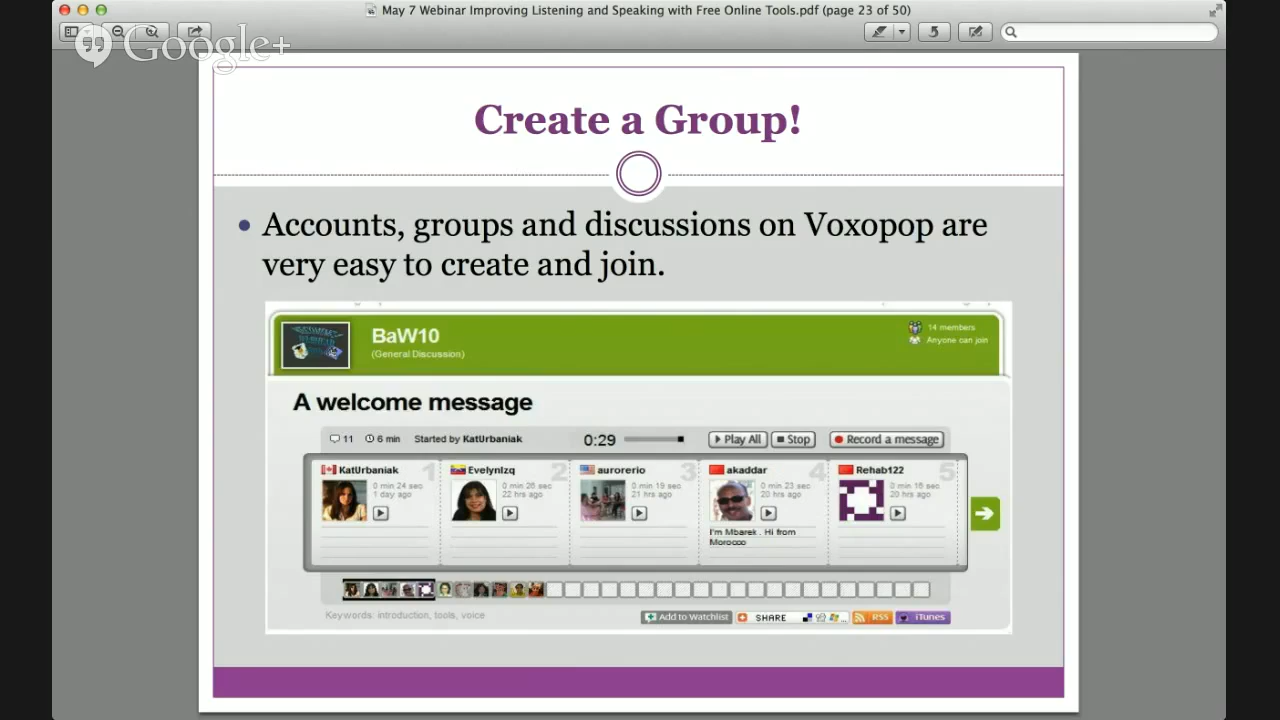 May 7 Webinar Improving Listening and Speaking with Free Online Tools.pdf (page 23 of 50)
Google+
Create a Group!
• Accounts, groups and discussions on Voxopop are
very easy to create and join.
BaW10
(General Discussion)
14 members
Anyone can join
A welcome message
11 6 min Started by KatUrbaniak 0:29 Play All Stop Record a message
KatUrbaniak 1
0 min 24 sec
1 day ago
EvelynIzq 2
0 min 26 sec
22 hrs ago
aurorerio 3
0 min 19 sec
21 hrs ago
akaddar 4
0 min 23 sec
20 hrs ago
I'm Mbarek . Hi from
Morocco
Rehab122 5
0 min 16 sec
20 hrs ago
Keywords: introduction, tools, voice
Add to Watchlist SHARE RSS iTunes